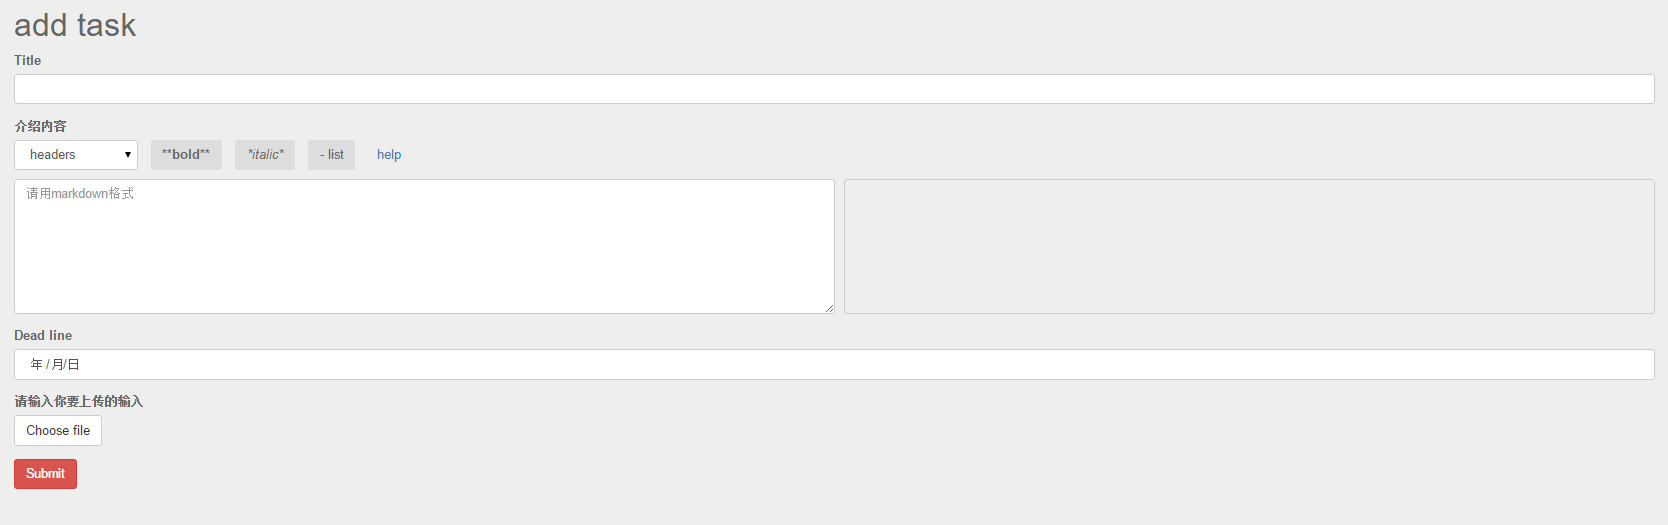 add task
Title
介绍内容
headers **bold** *italic* - list help
请用markdown格式
Dead line
年 /月/日
请输入你要上传的输入
Choose file
Submit